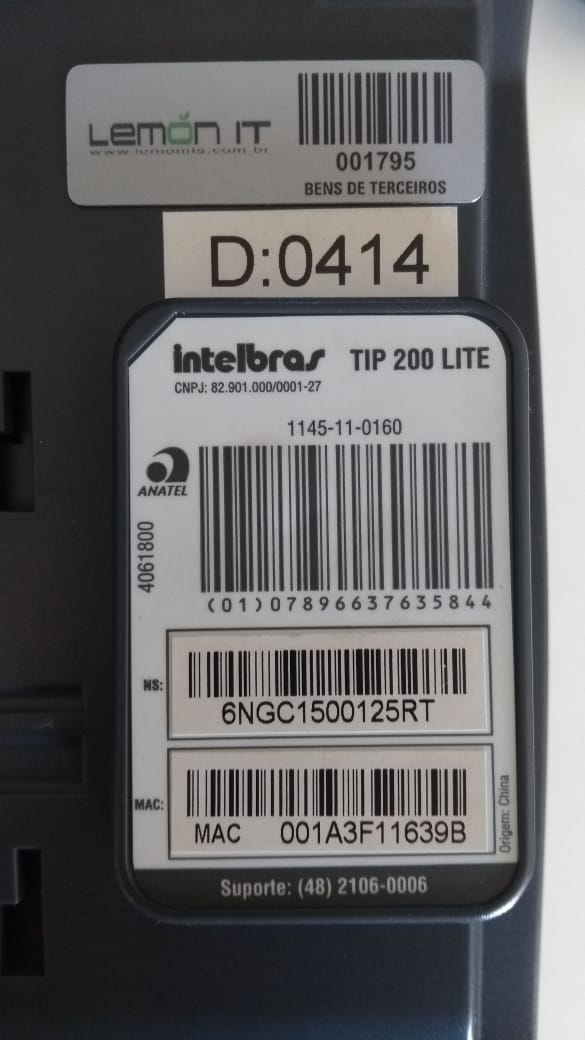 Lemon IT
www.lemonits.com.br
001795
BENS DE TERCEIROS
D:0414
intelbras TIP 200 LITE
CNPJ: 82.901.000/0001-27
1145-11-0160
ANATEL
4061800
(01)07896637635844
NS:
6NGC1500125RT
MAC:
MAC 001A3F11639B
Origem: China
Suporte: (48) 2106-0006